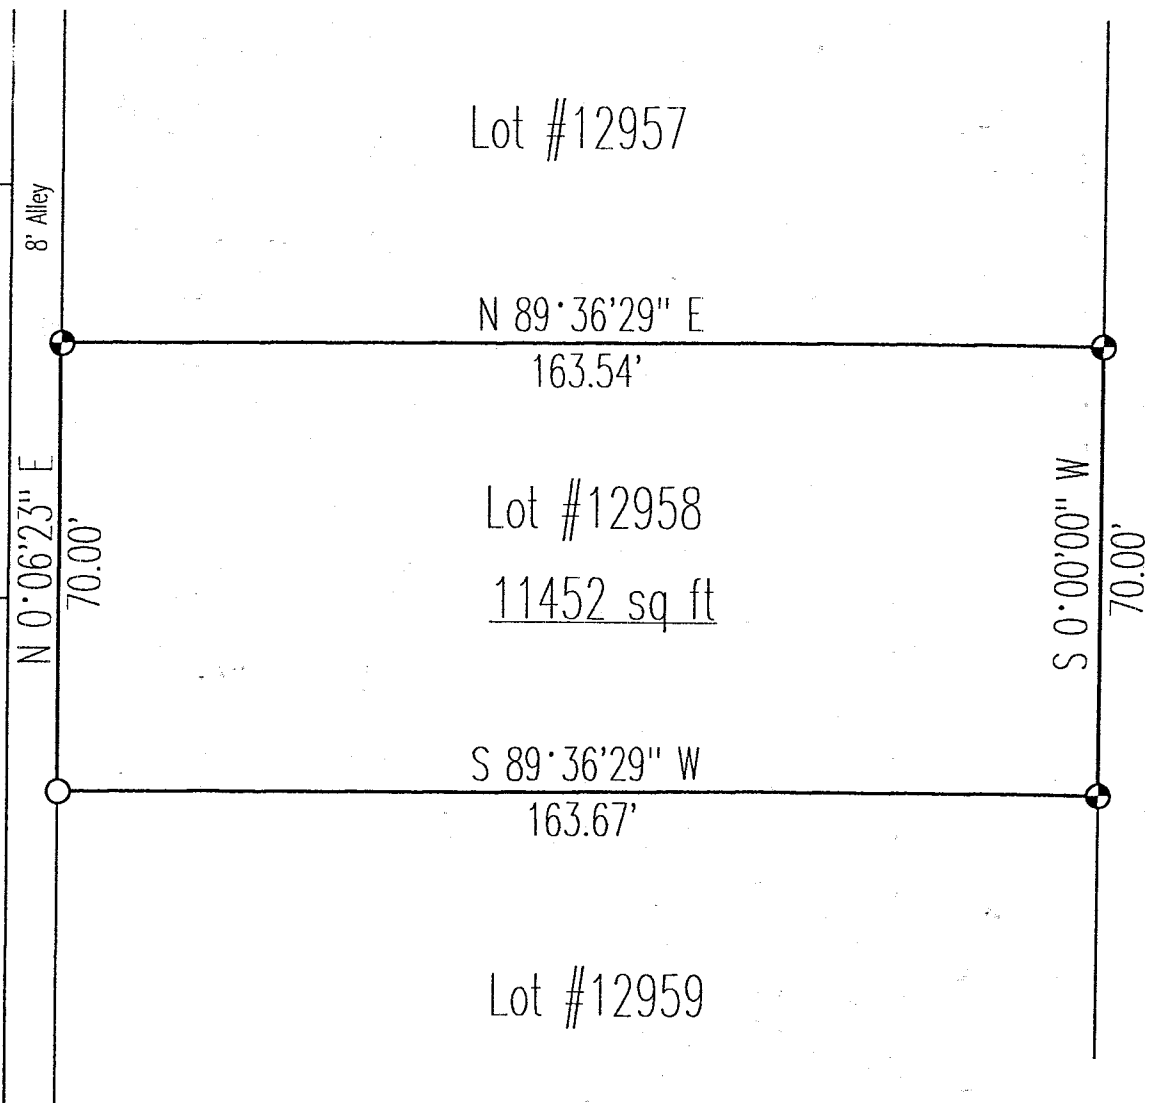 Lot #12957
8' Alley
N 89°36'29" E
163.54'
N 0°06'23" E
70.00'
Lot #12958
11452 sq ft
S 0°00'00" W
70.00'
S 89°36'29" W
163.67'
Lot #12959